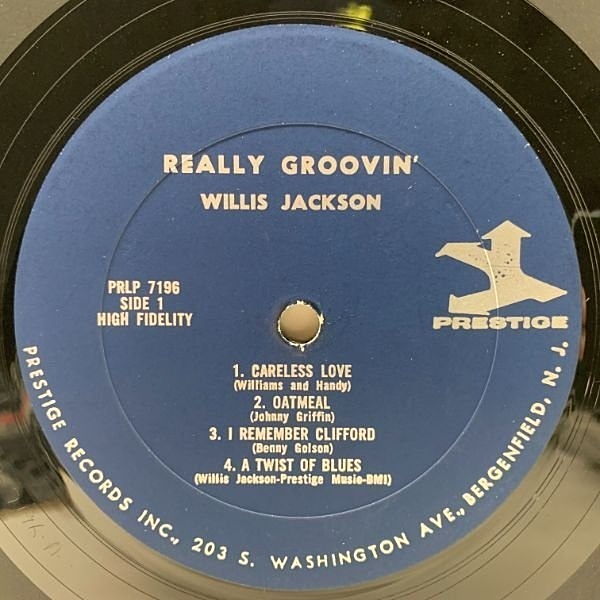 REALLY GROOVIN'
WILLIS JACKSON
PRLP 7196
SIDE 1
HIGH FIDELITY
PRESTIGE
1. CARELESS LOVE
(Williams and Handy)
2. OATMEAL
(Johnny Griffin)
3. I REMEMBER CLIFFORD
(Benny Golson)
4. A TWIST OF BLUES
(Willis Jackson-Prestige Music-BMI)
PRESTIGE RECORDS INC., 203 S. WASHINGTON AVE., BERGENFIELD, N. J.